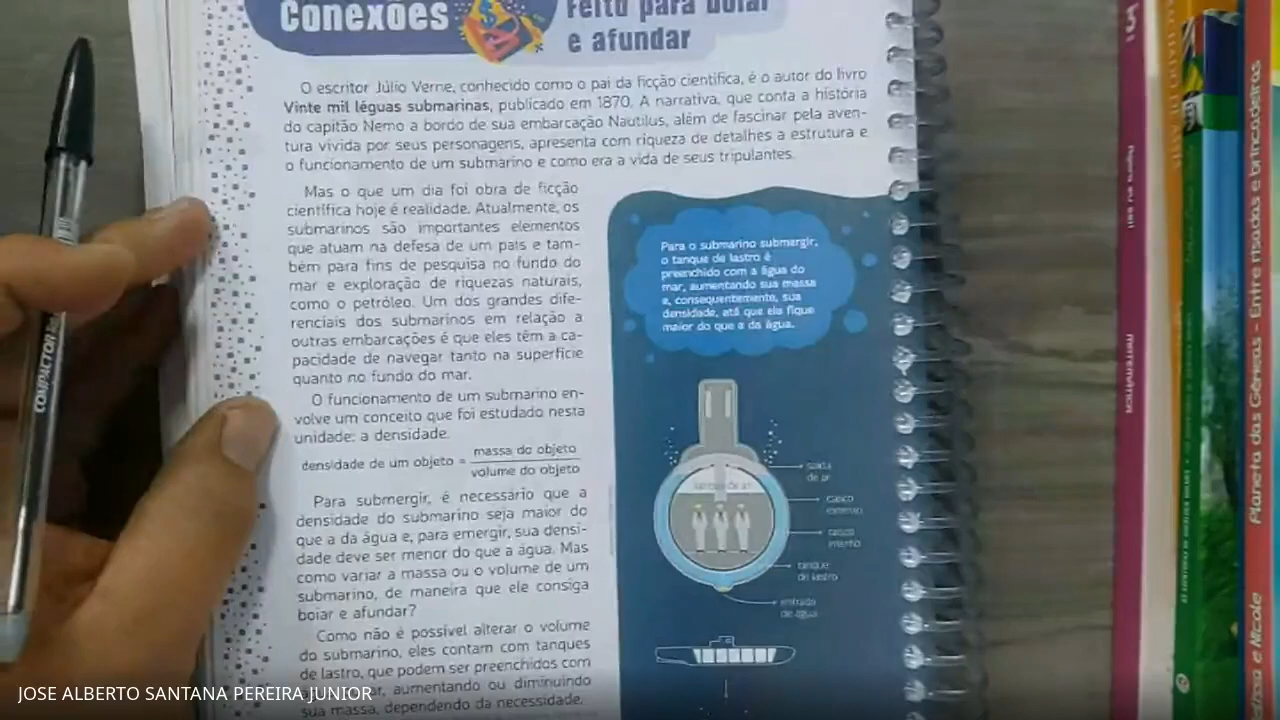 Conexões
Feito para boiar
e afundar
O escritor Júlio Verne, conhecido como o pai da ficção científica, é o autor do livro
Vinte mil léguas submarinas, publicado em 1870. A narrativa, que conta a história
do capitão Nemo a bordo de sua embarcação Nautilus, além de fascinar pela aven-
tura vivida por seus personagens, apresenta com riqueza de detalhes a estrutura e
o funcionamento de um submarino e como era a vida de seus tripulantes.
Mas o que um dia foi obra de ficção
científica hoje é realidade. Atualmente, os
submarinos são importantes elementos
que atuam na defesa de um país e tam-
bém para fins de pesquisa no fundo do
mar e exploração de riquezas naturais,
como o petróleo. Um dos grandes dife-
renciais dos submarinos em relação a
outras embarcações é que eles têm a ca-
pacidade de navegar tanto na superfície
quanto no fundo do mar.
O funcionamento de um submarino en-
volve um conceito que foi estudado nesta
unidade: a densidade.
densidade de um objeto = massa do objeto
volume do objeto
Para submergir, é necessário que a
densidade do submarino seja maior do
que a da água e, para emergir, sua densi-
dade deve ser menor do que a água. Mas
como variar a massa ou o volume de um
submarino, de maneira que ele consiga
boiar e afundar?
Como não é possível alterar o volume
do submarino, eles contam com tanques
de lastro, que podem ser preenchidos com
ar, aumentando ou diminuindo
sua massa, dependendo da necessidade.
Para o submarino submergir,
o tanque de lastro é
preenchido com a água do
mar, aumentando sua massa
e, consequentemente, sua
densidade, até que ela fique
maior do que a da água.
saída
de ar
casco
externo
casco
interno
tanque
de lastro
entrada
de água
COMPACTOR
Planeta dos Gêneros - Entre risadas e brincadeiras
e Nicole
JOSE ALBERTO SANTANA PEREIRA JUNIOR